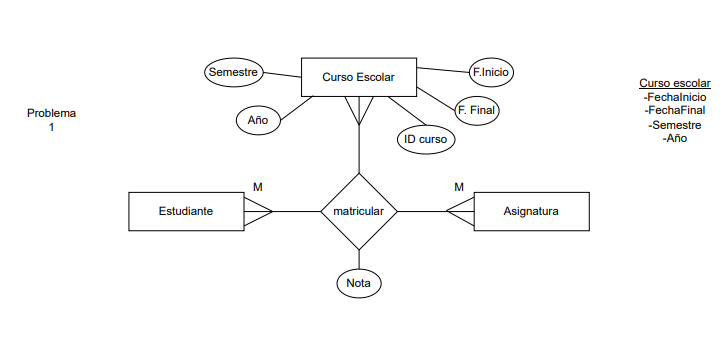 Problema
1
Semestre
Curso Escolar
F.Inicio
Año
F. Final
ID curso
Curso escolar
-FechaInicio
-FechaFinal
-Semestre
-Año
M
M
Estudiante
matricular
Asignatura
Nota